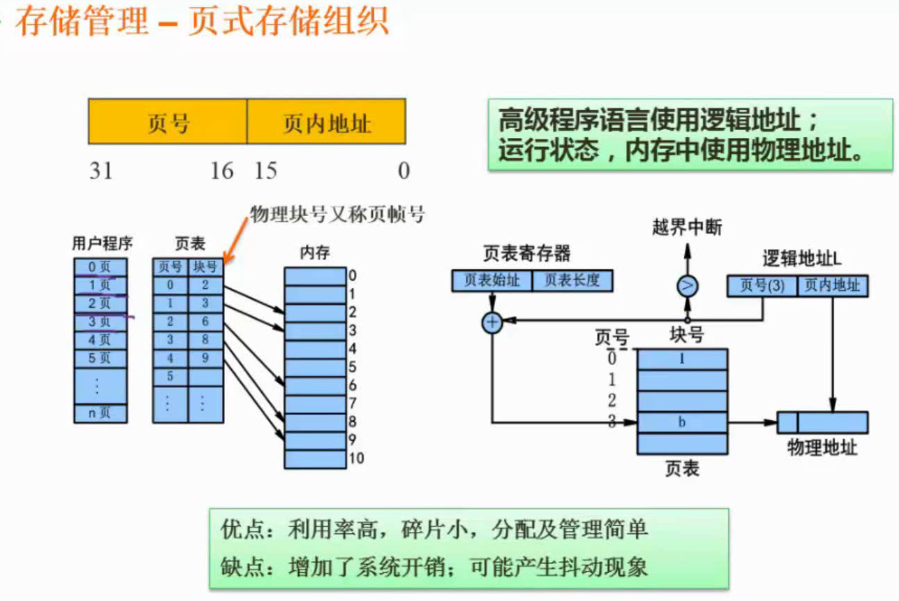 存储管理 – 页式存储组织
页号 页内地址
31 16 15 0
高级程序语言使用逻辑地址；
运行状态，内存中使用物理地址。
物理块号又称页帧号
用户程序
0 页
1 页
2 页
3 页
4 页
5 页
⋮
n 页
页表
页号 块号
0 2
1 3
2 6
3 8
4 9
5
⋮ ⋮
内存
0
1
2
3
4
5
6
7
8
9
10
越界中断
页表寄存器
页表始址 页表长度
>
逻辑地址L
页号(3) 页内地址
+
页号 块号
0 1
1
2
3 b
页表
物理地址
优点：利用率高，碎片小，分配及管理简单
缺点：增加了系统开销；可能产生抖动现象